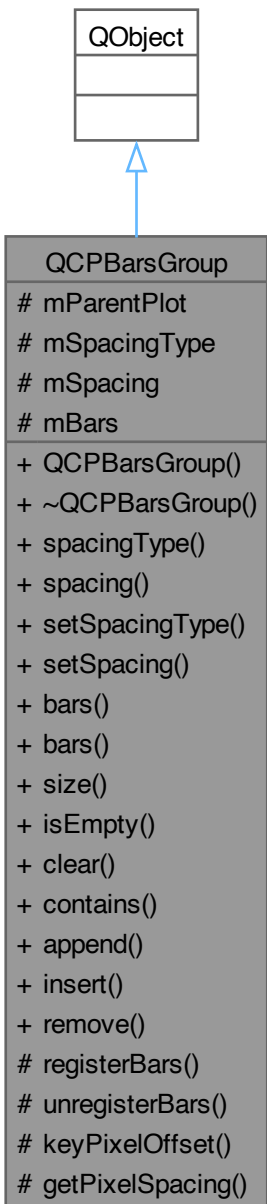 QObject
QCPBarsGroup
# mParentPlot
# mSpacingType
# mSpacing
# mBars
+ QCPBarsGroup()
+ ~QCPBarsGroup()
+ spacingType()
+ spacing()
+ setSpacingType()
+ setSpacing()
+ bars()
+ bars()
+ size()
+ isEmpty()
+ clear()
+ contains()
+ append()
+ insert()
+ remove()
# registerBars()
# unregisterBars()
# keyPixelOffset()
# getPixelSpacing()